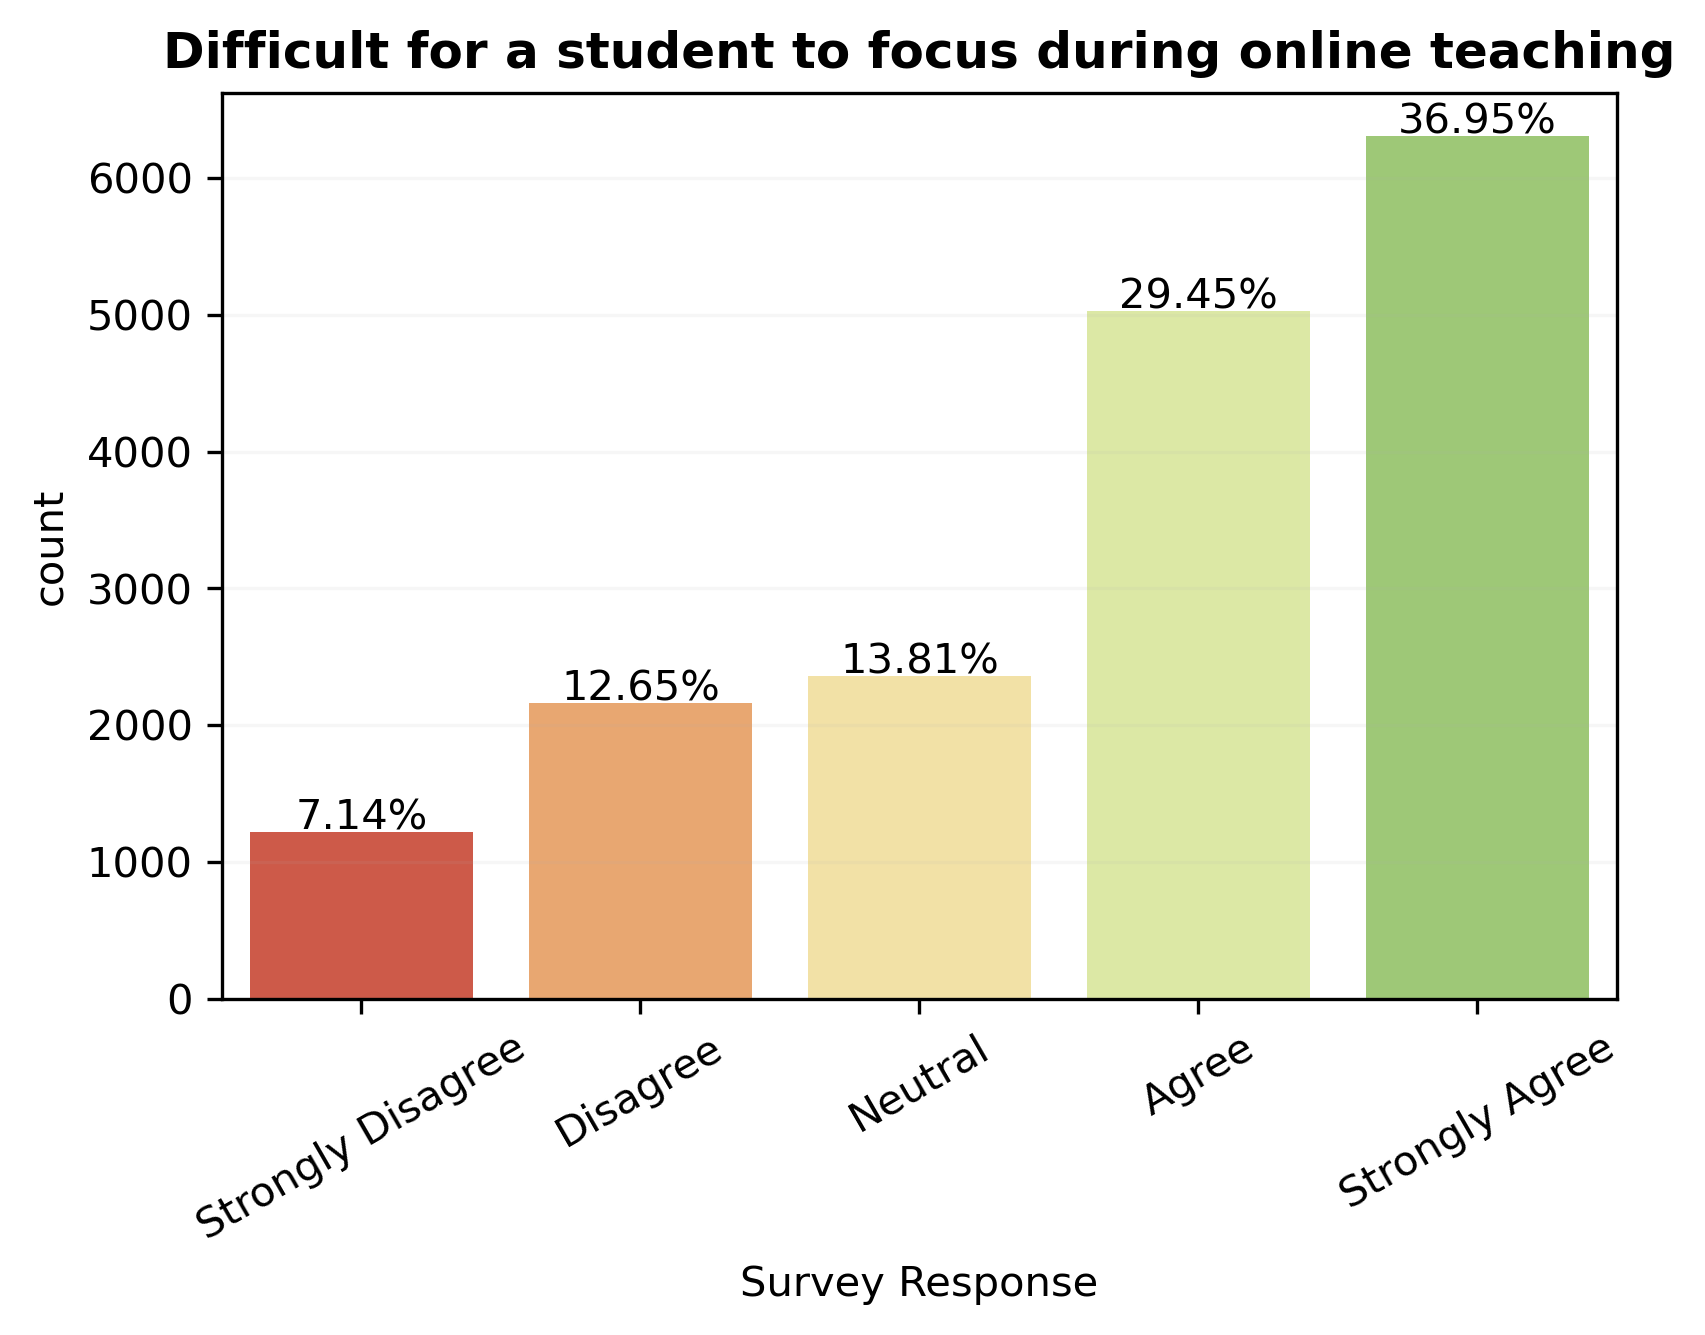 Difficult for a student to focus during online teaching
36.95%
6000
29.45%
5000
4000
count
3000
13.81%
12.65%
2000
7.14%
1000
0
Strongly Disagree
Disagree
Neutral
Agree
Strongly Agree
Survey Response